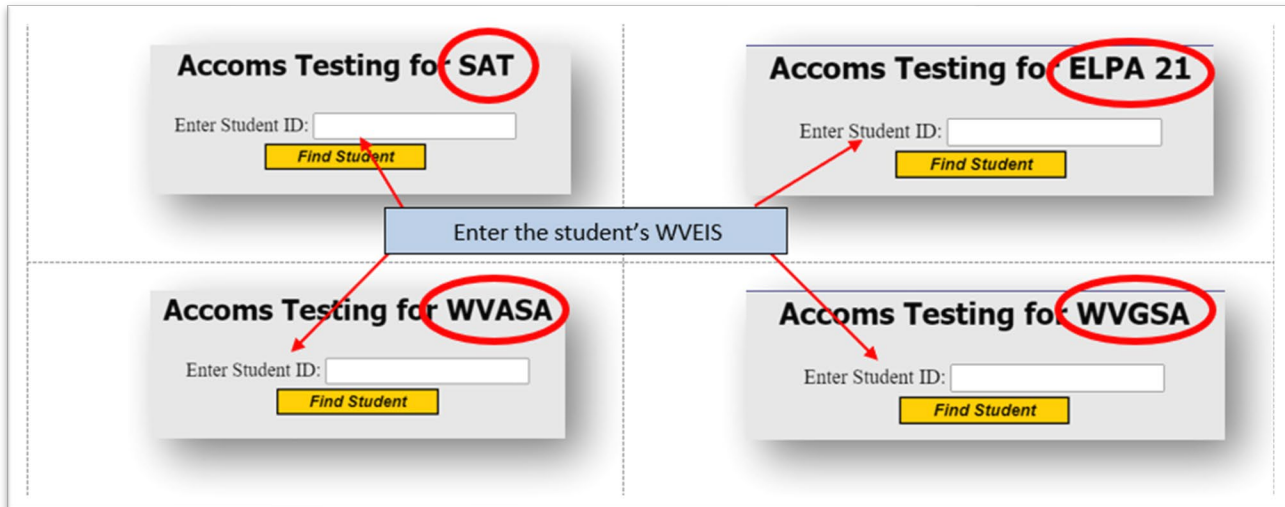 Accoms Testing for SAT
Enter Student ID:
Find Student
Accoms Testing for ELPA 21
Enter Student ID:
Find Student
Enter the student’s WVEIS
Accoms Testing for WVASA
Enter Student ID:
Find Student
Accoms Testing for WVGSA
Enter Student ID:
Find Student